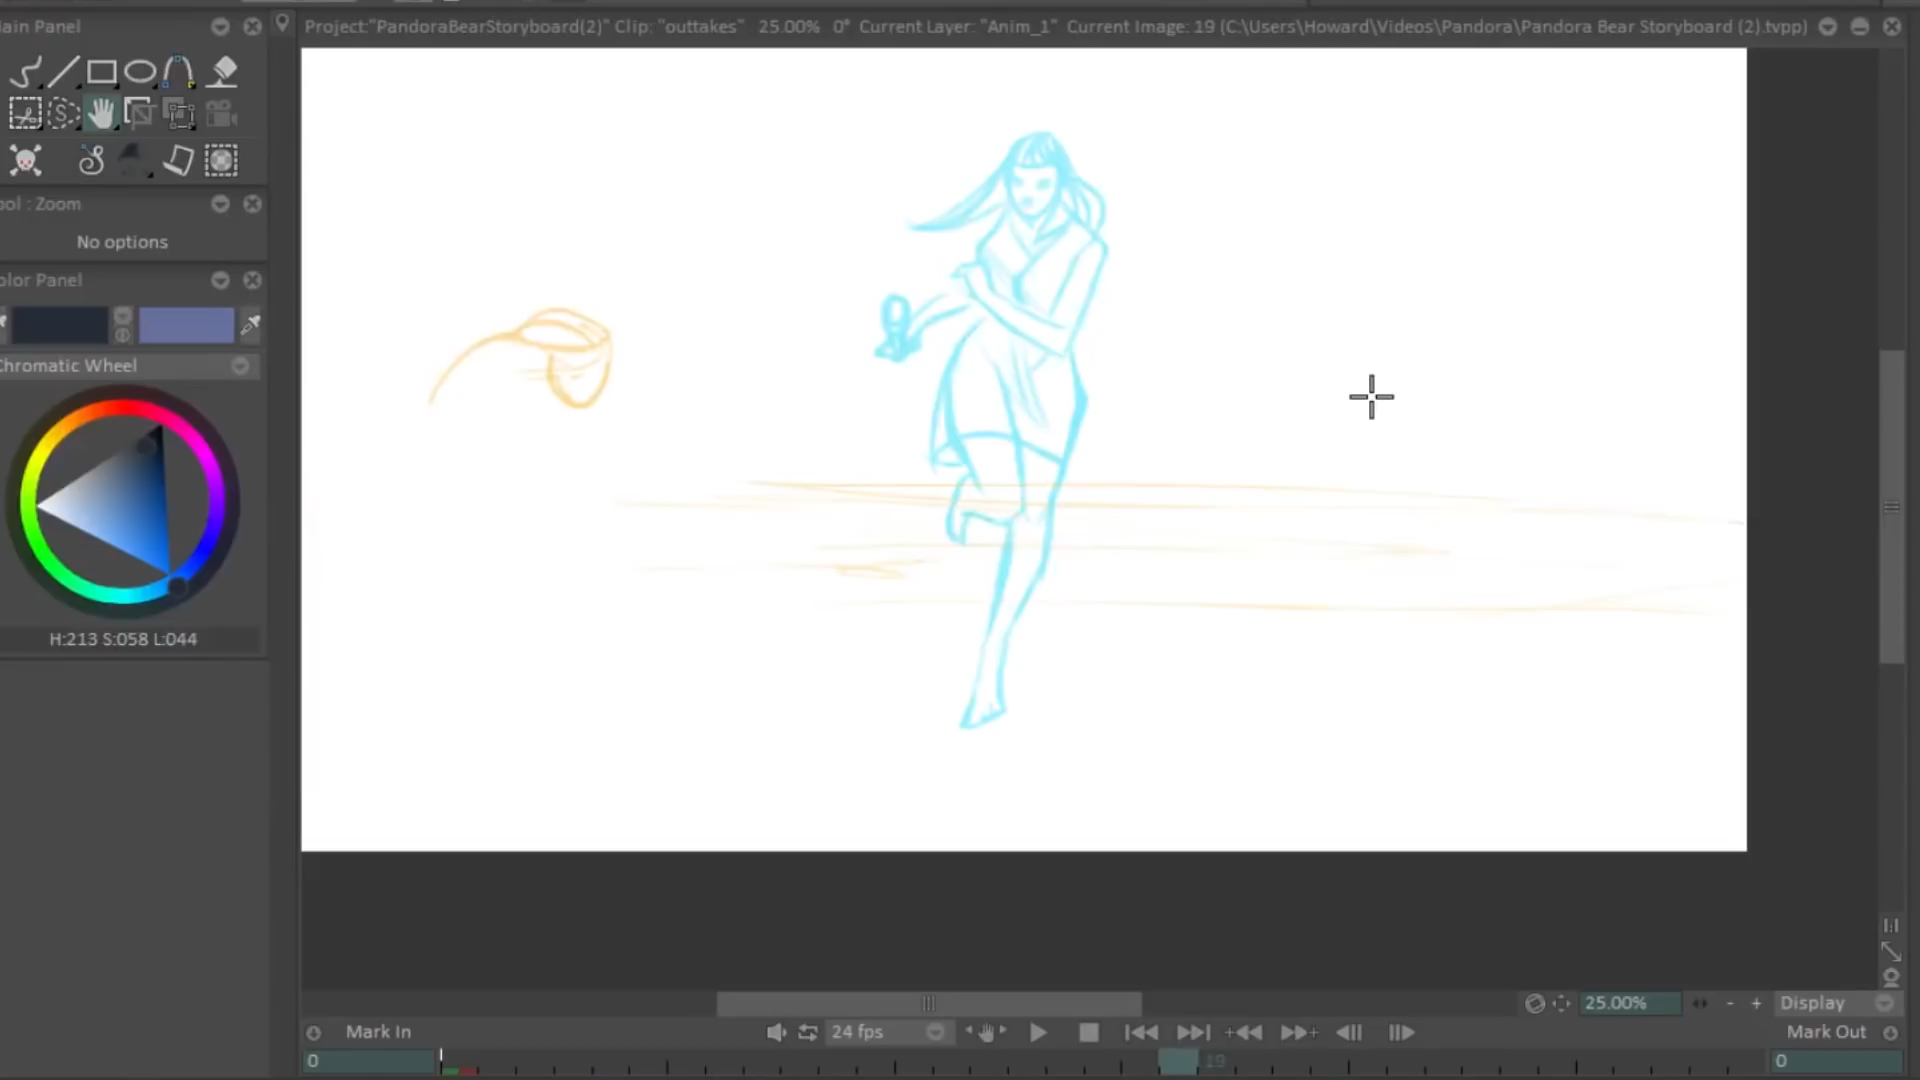 ain Panel
Project:"PandoraBearStoryboard(2)" Clip: "outtakes" 25.00% 0° Current Layer: "Anim_1" Current Image: 19 (C:\Users\Howard\Videos\Pandora\Pandora Bear Storyboard (2).tvpp)
ool : Zoom
No options
olor Panel
Chromatic Wheel
H:213 S:058 L:044
25.00%
- +
Display
Mark In
24 fps
Mark Out
0
19
0